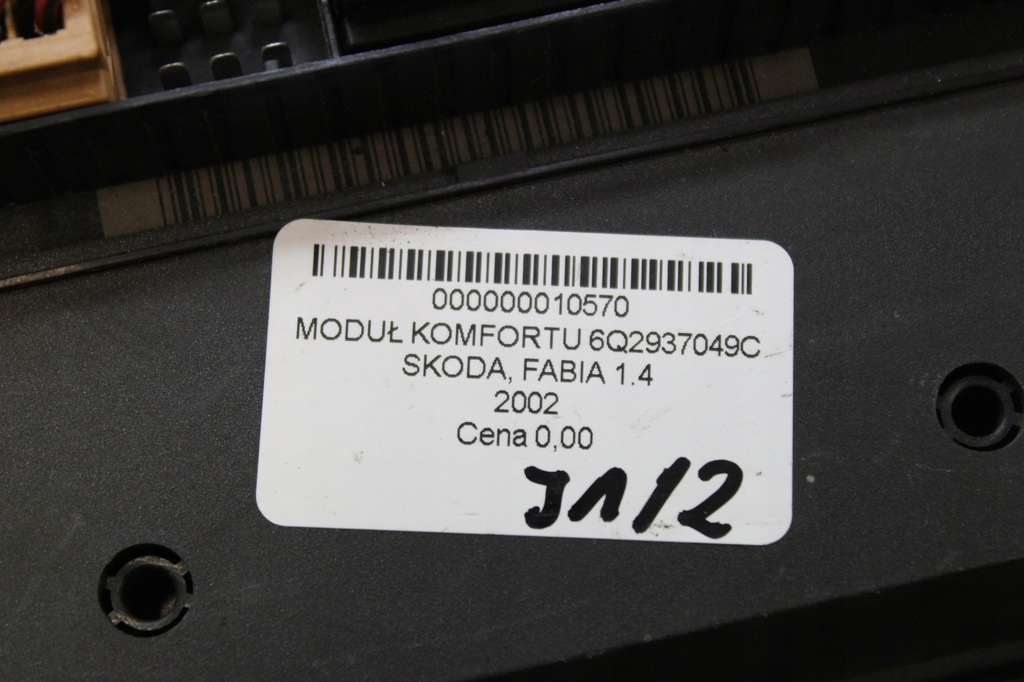 000000010570
MODUŁ KOMFORTU 6Q2937049C
SKODA, FABIA 1.4
2002
Cena 0,00
J1/2